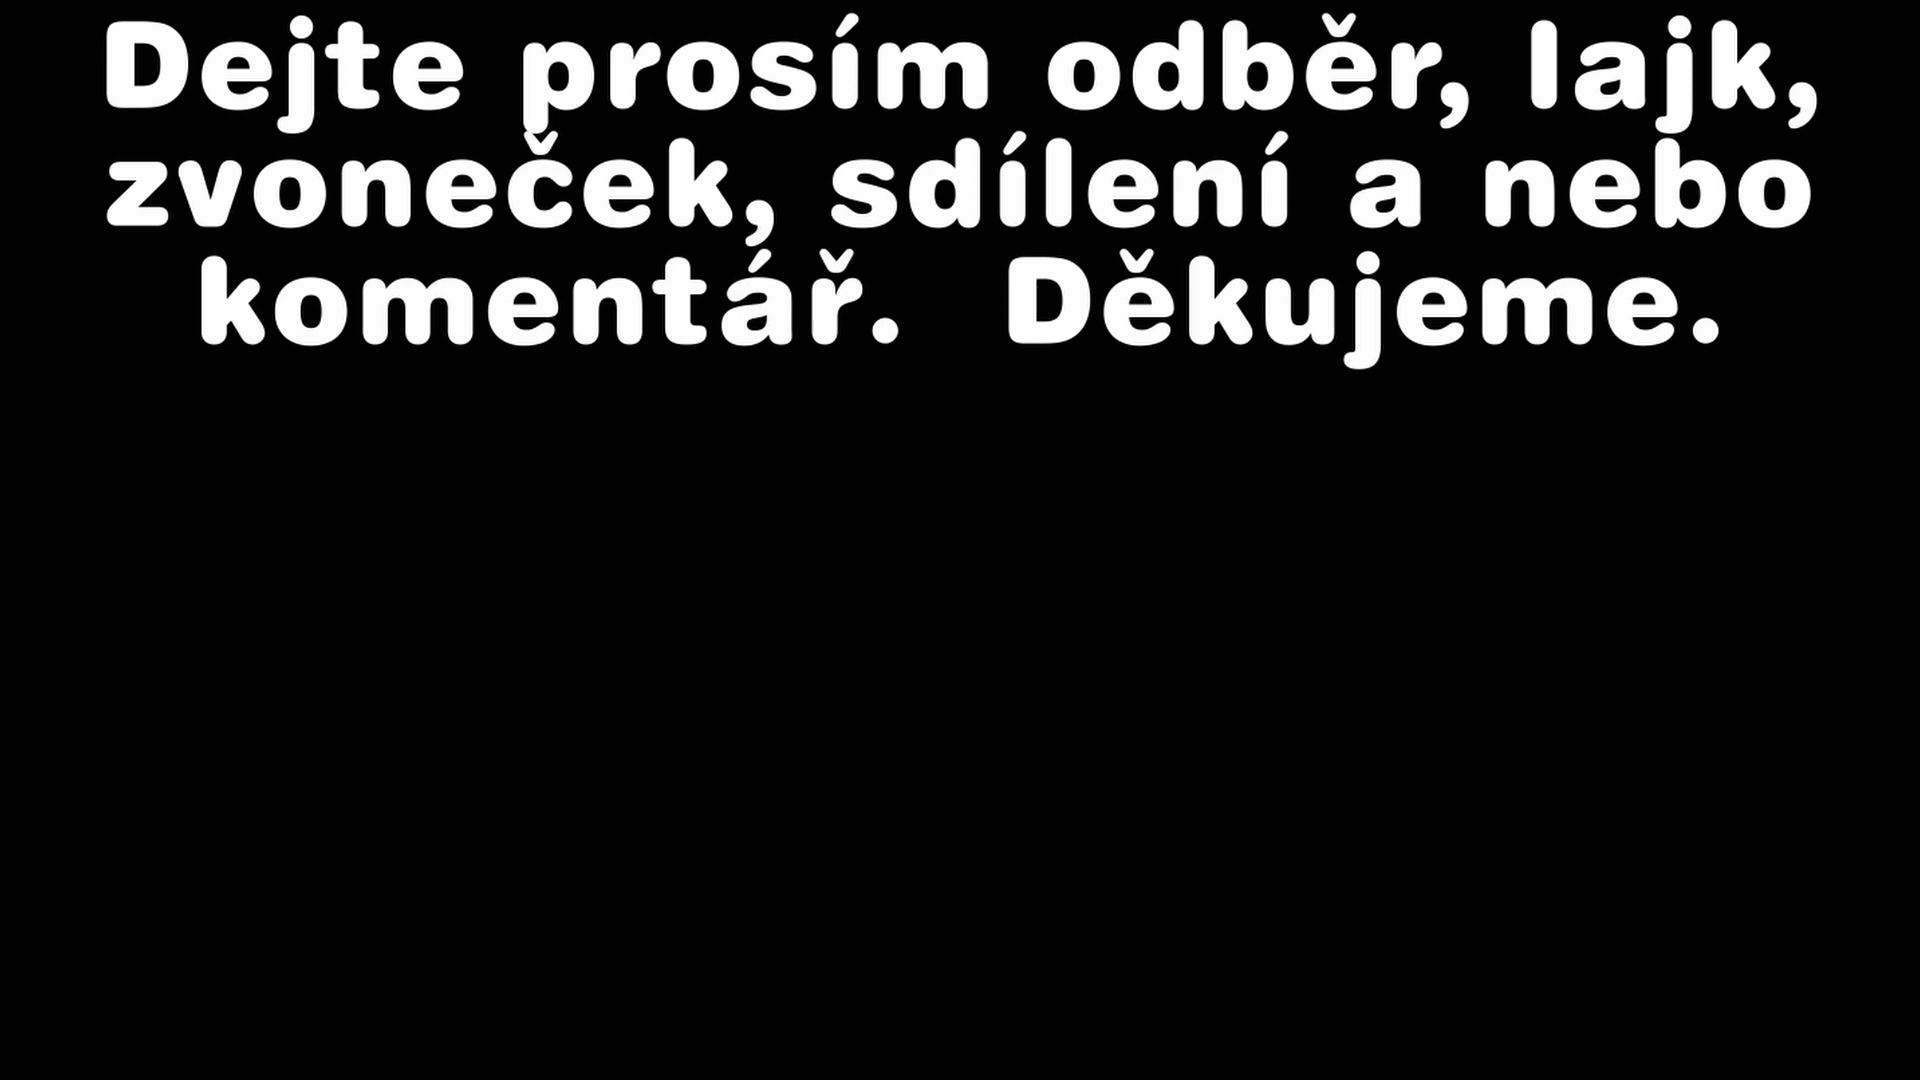 Dejte prosím odběr, lajk,
zvoneček, sdílení a nebo
komentář. Děkujeme.